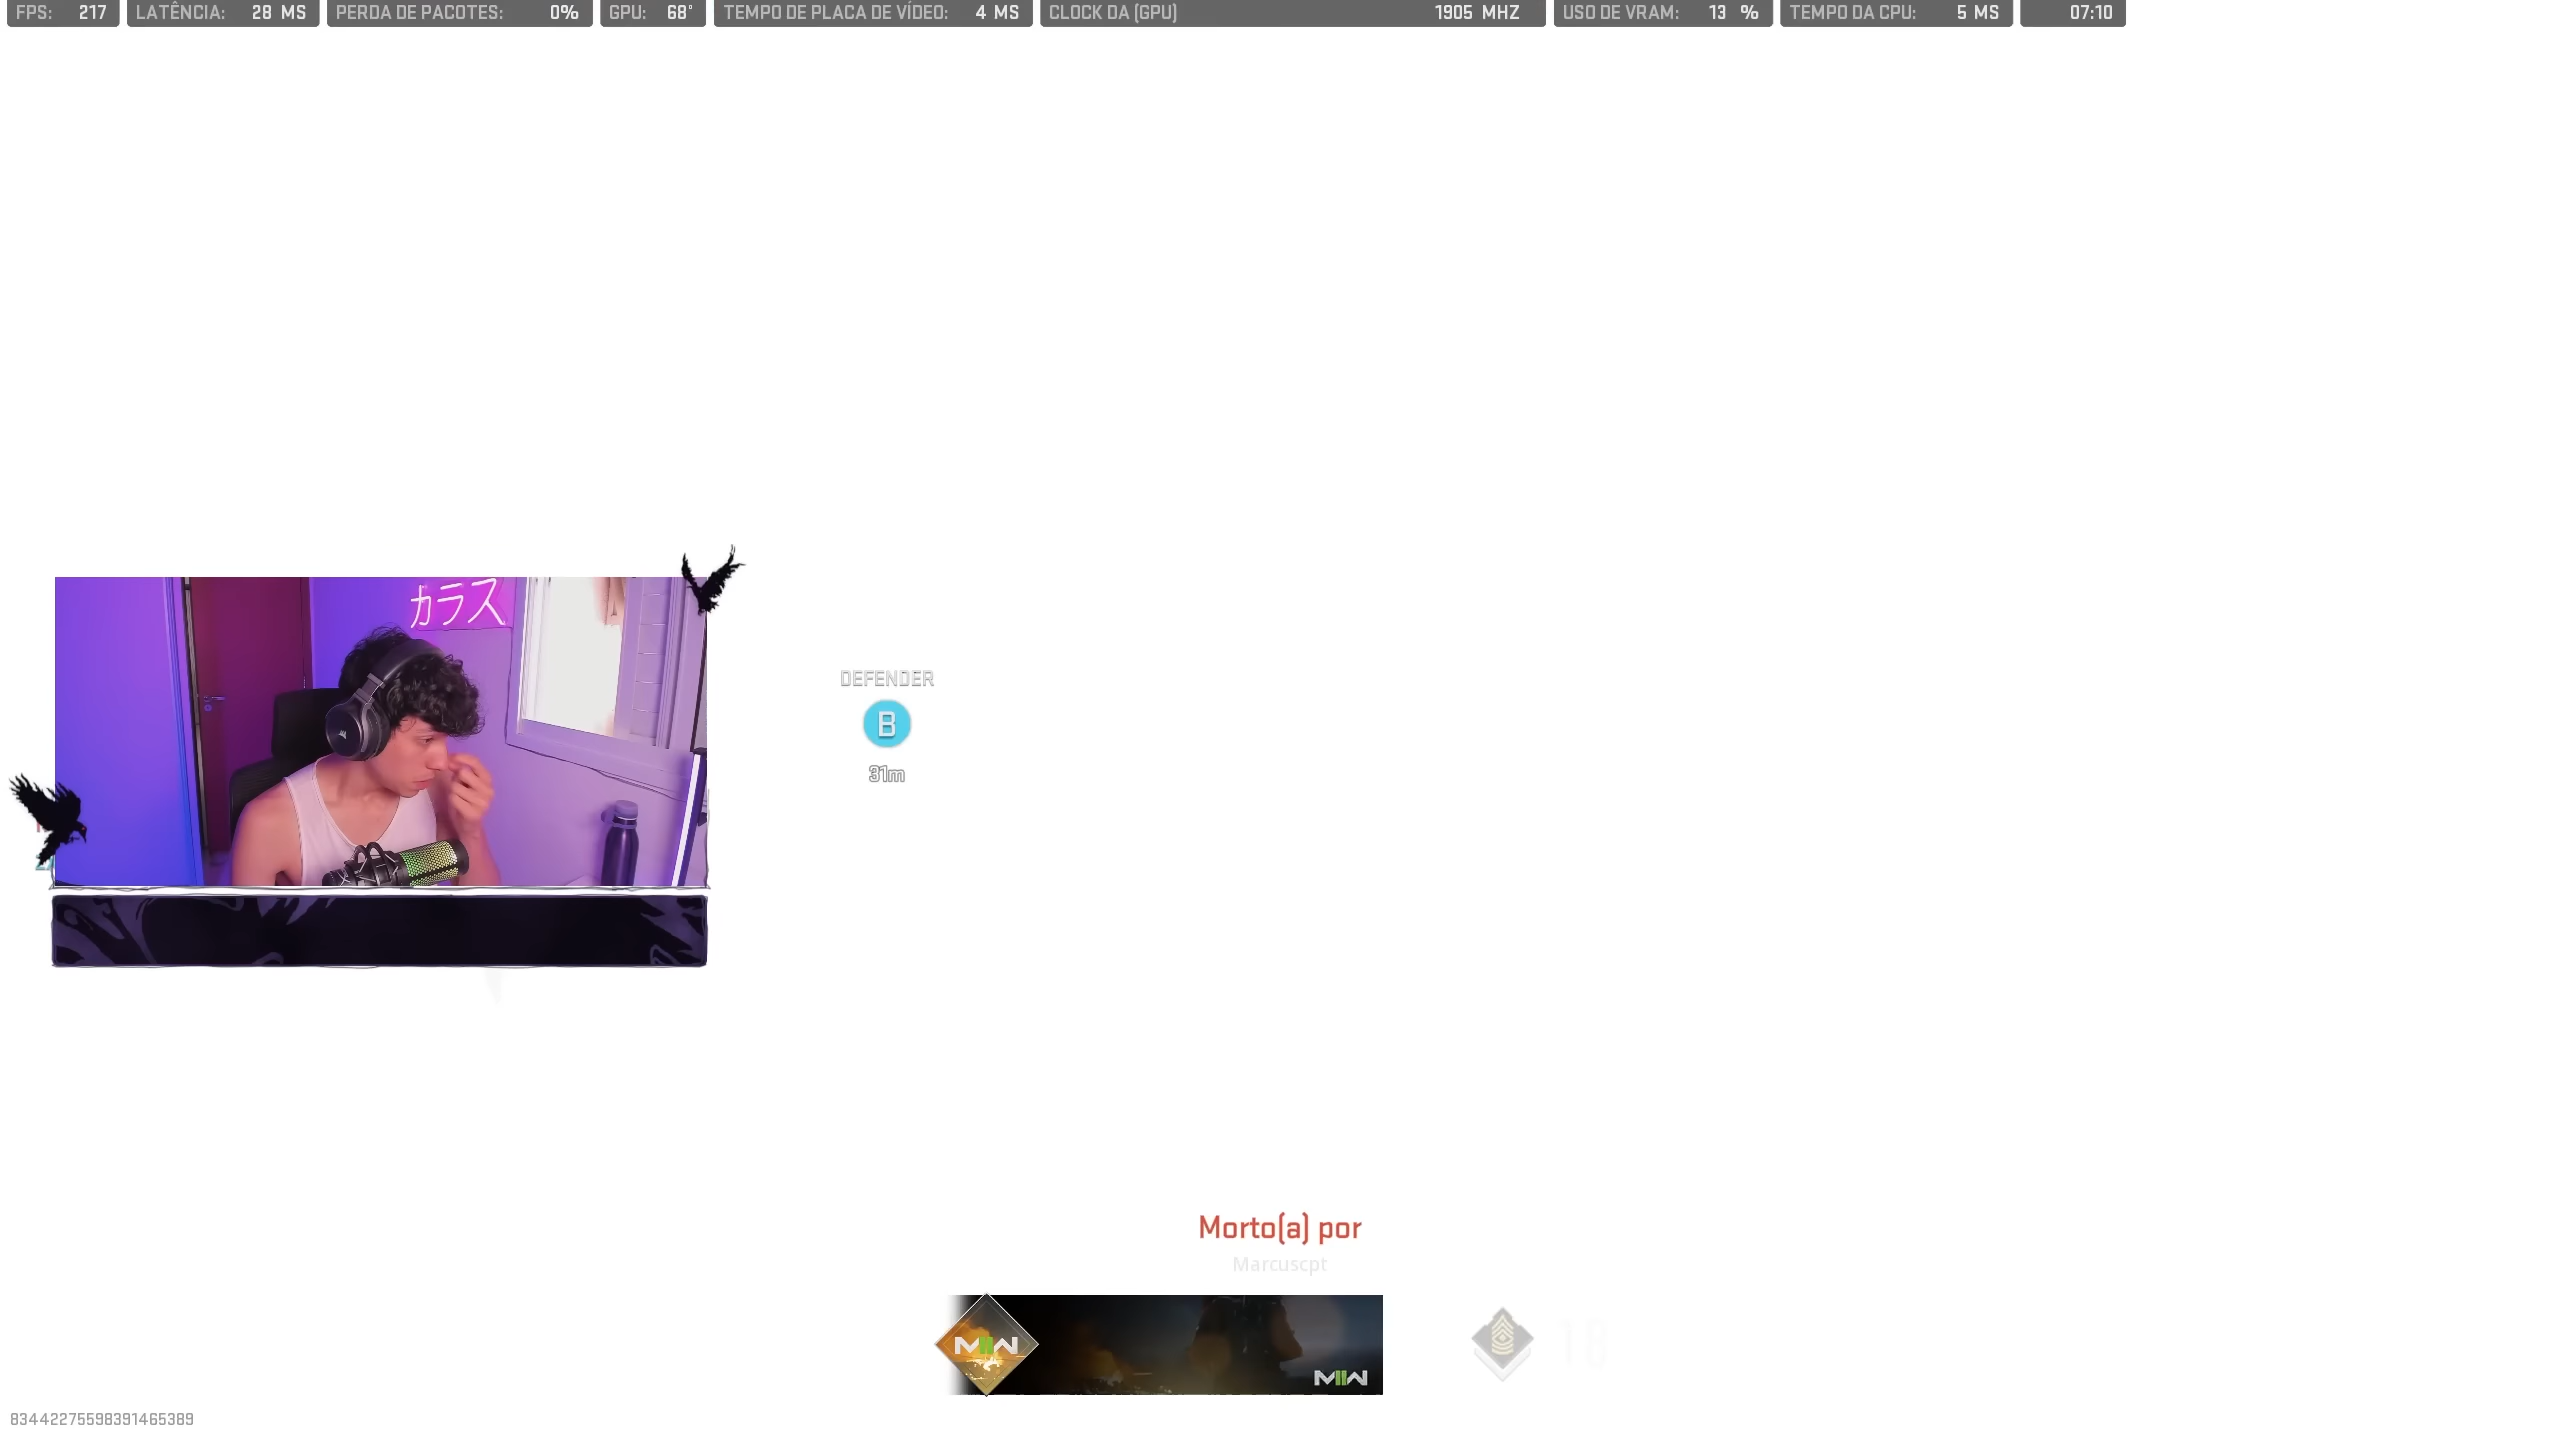 FPS: 217 LATÊNCIA: 28 MS PERDA DE PACOTES: 0% GPU: 68° TEMPO DE PLACA DE VÍDEO: 4 MS CLOCK DA (GPU) 1905 MHZ USO DE VRAM: 13 % TEMPO DA CPU: 5 MS 07:10
カラス
DEFENDER
B
31m
Morto(a) por
Marcuscpt
MIIW
MIIW
18
83442275598391465389